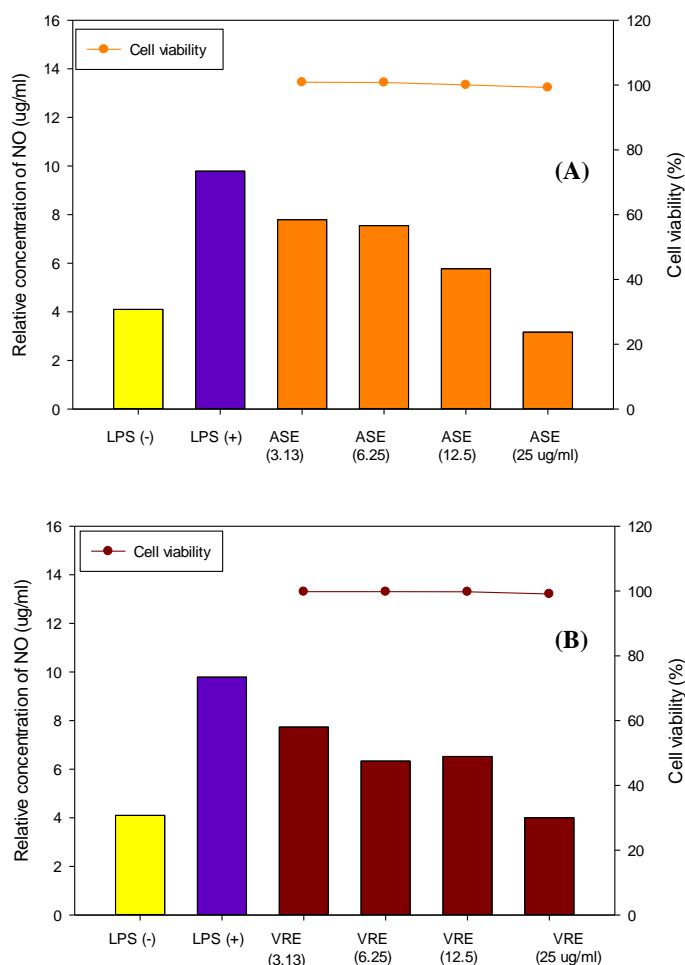 16
14
12
10
8
6
4
2
0
Relative concentration of NO (ug/ml)
Cell viability
120
100
80
60
40
20
0
Cell viability (%)
(A)
LPS (-) LPS (+) ASE ASE ASE ASE
(3.13) (6.25) (12.5) (25 ug/ml)
16
14
12
10
8
6
4
2
0
Relative concentration of NO (ug/ml)
Cell viability
120
100
80
60
40
20
0
Cell viability (%)
(B)
LPS (-) LPS (+) VRE VRE VRE VRE
(3.13) (6.25) (12.5) (25 ug/ml)